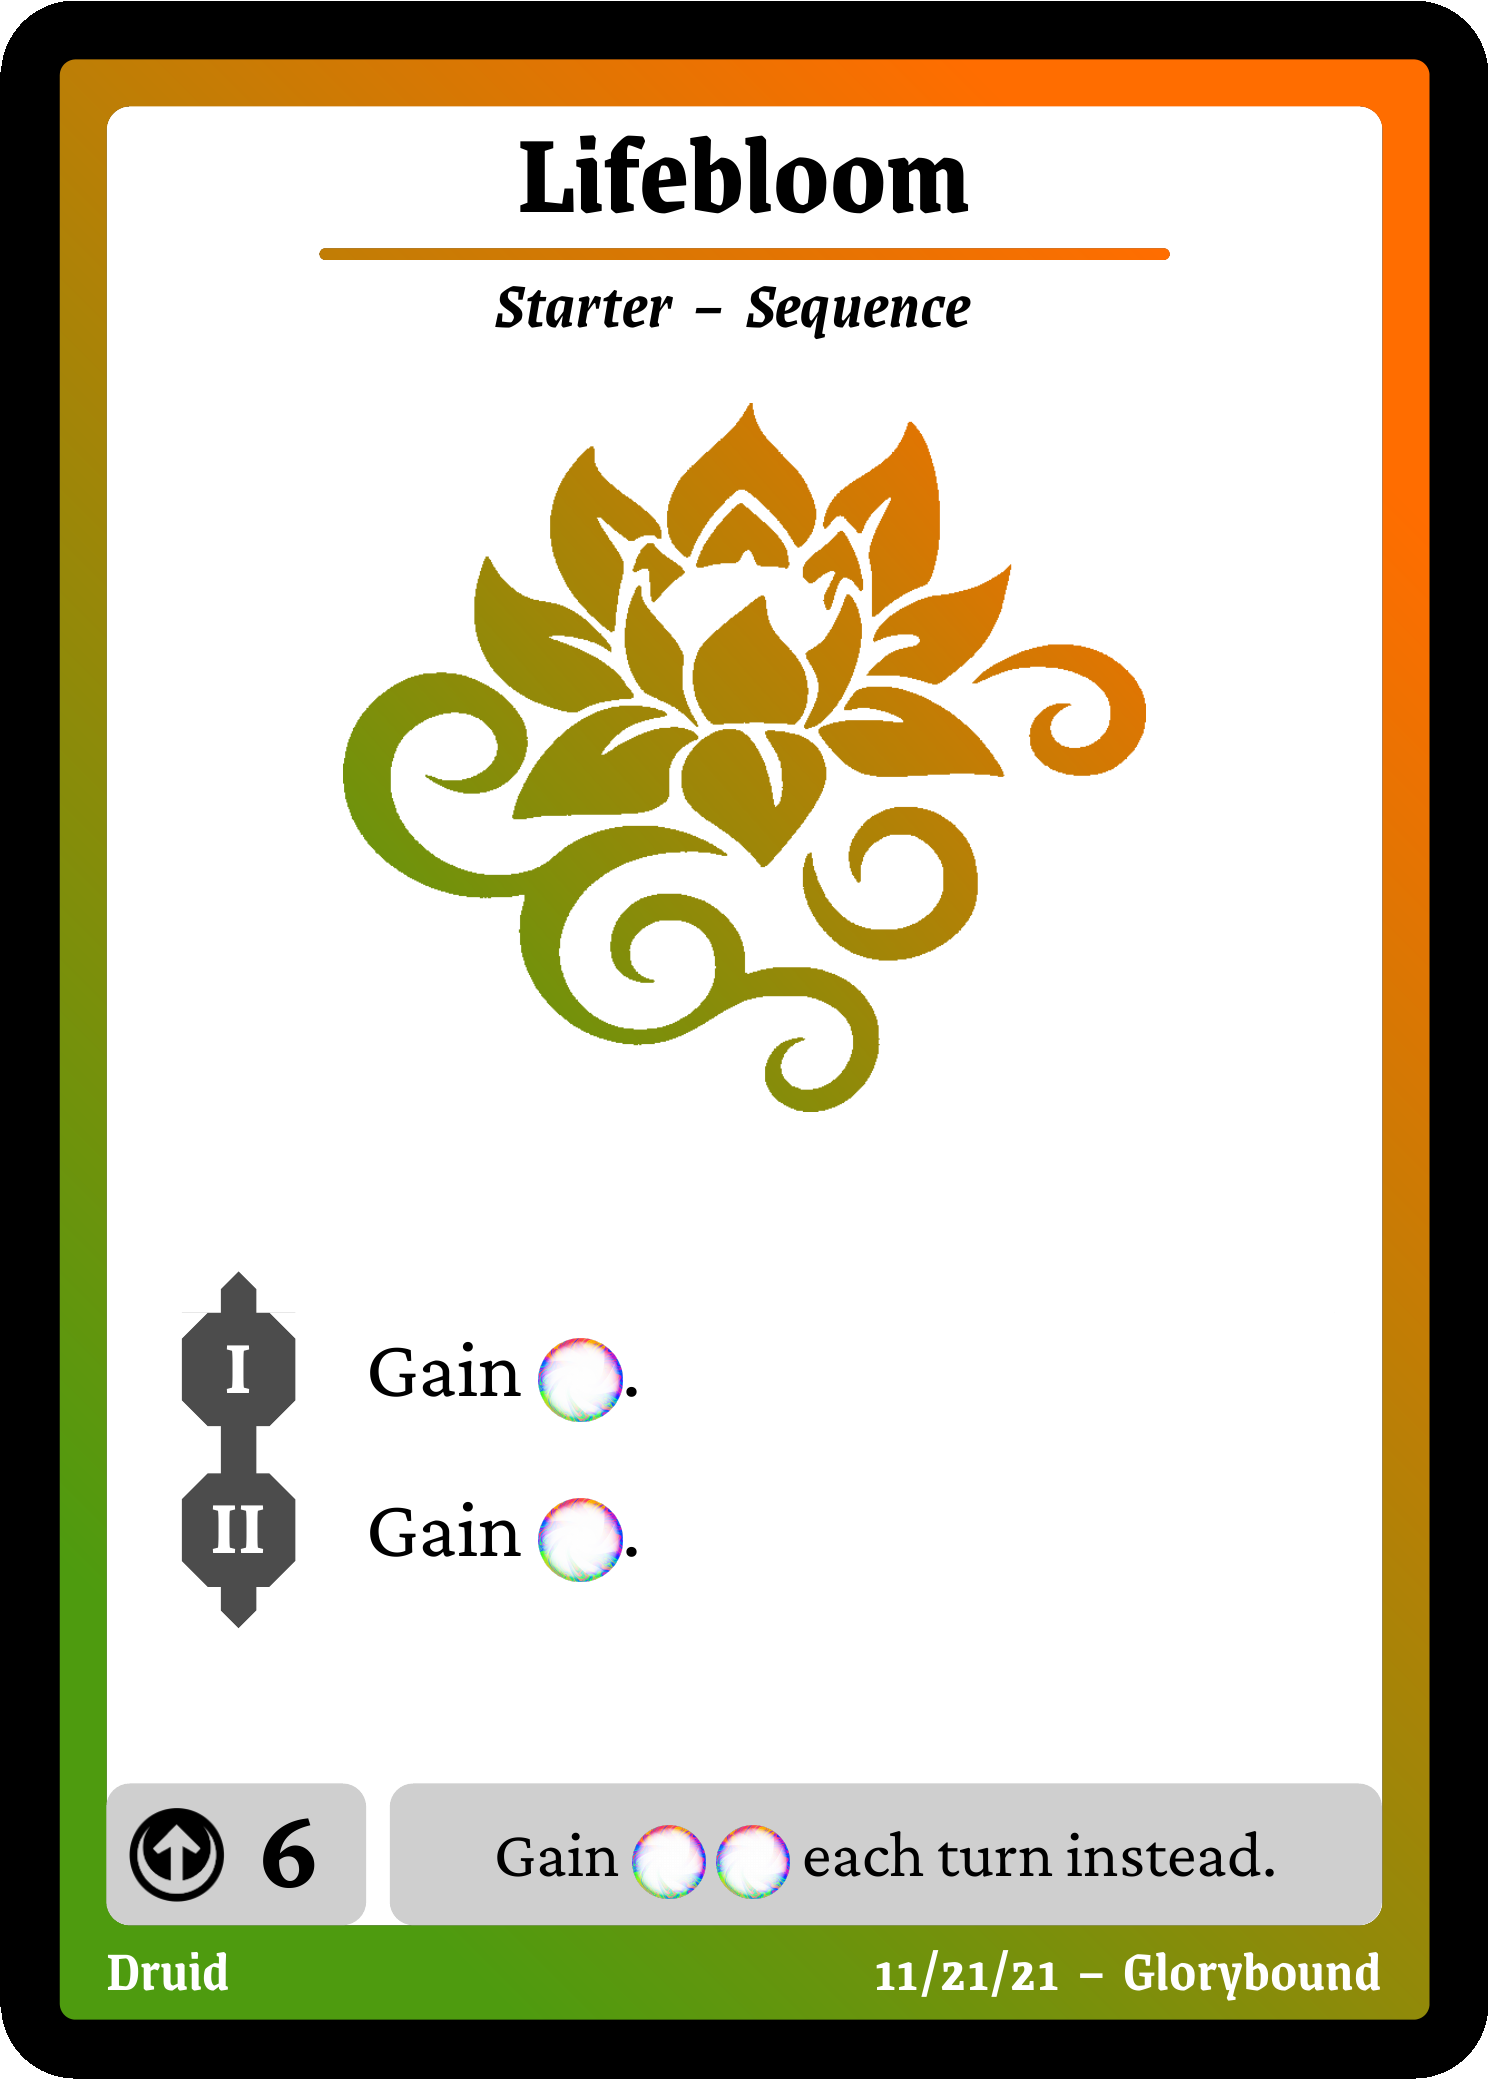 Lifebloom
Starter – Sequence
I Gain .
II Gain .
6 Gain each turn instead.
Druid 11/21/21 – Glorybound